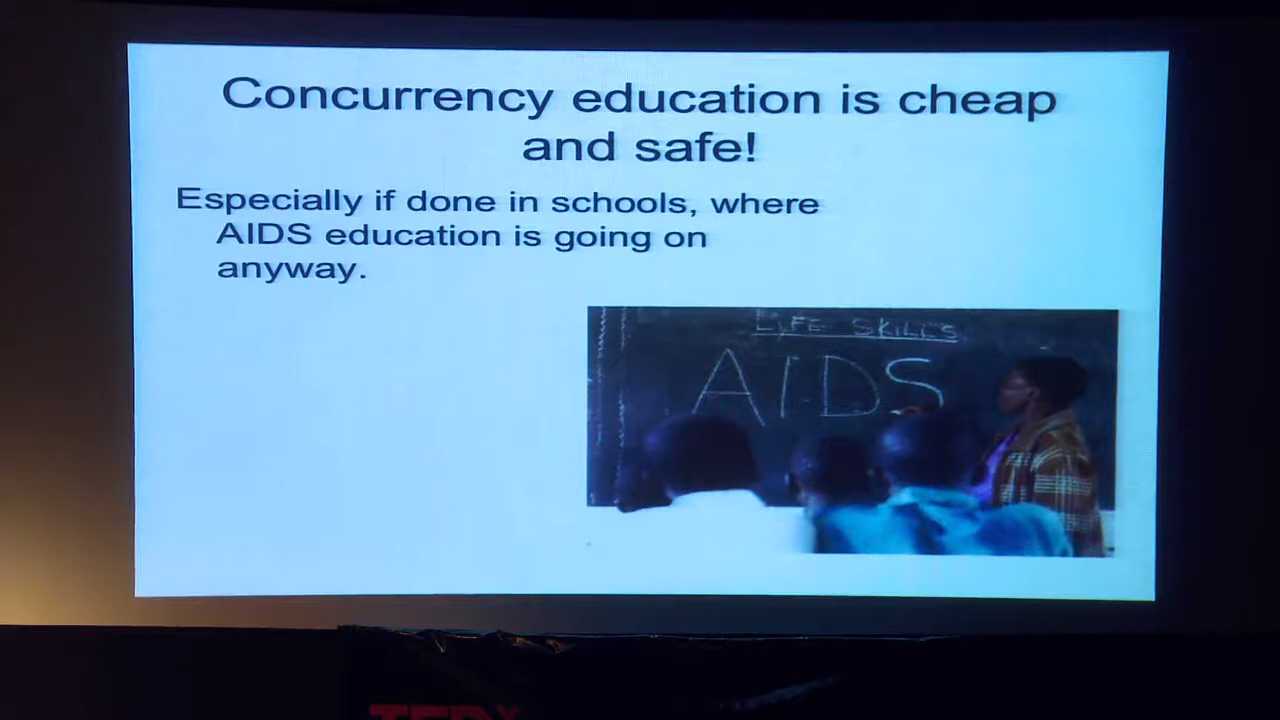 Concurrency education is cheap
and safe!
Especially if done in schools, where
AIDS education is going on
anyway.
LIFE SKILLS
AIDS
TEDx